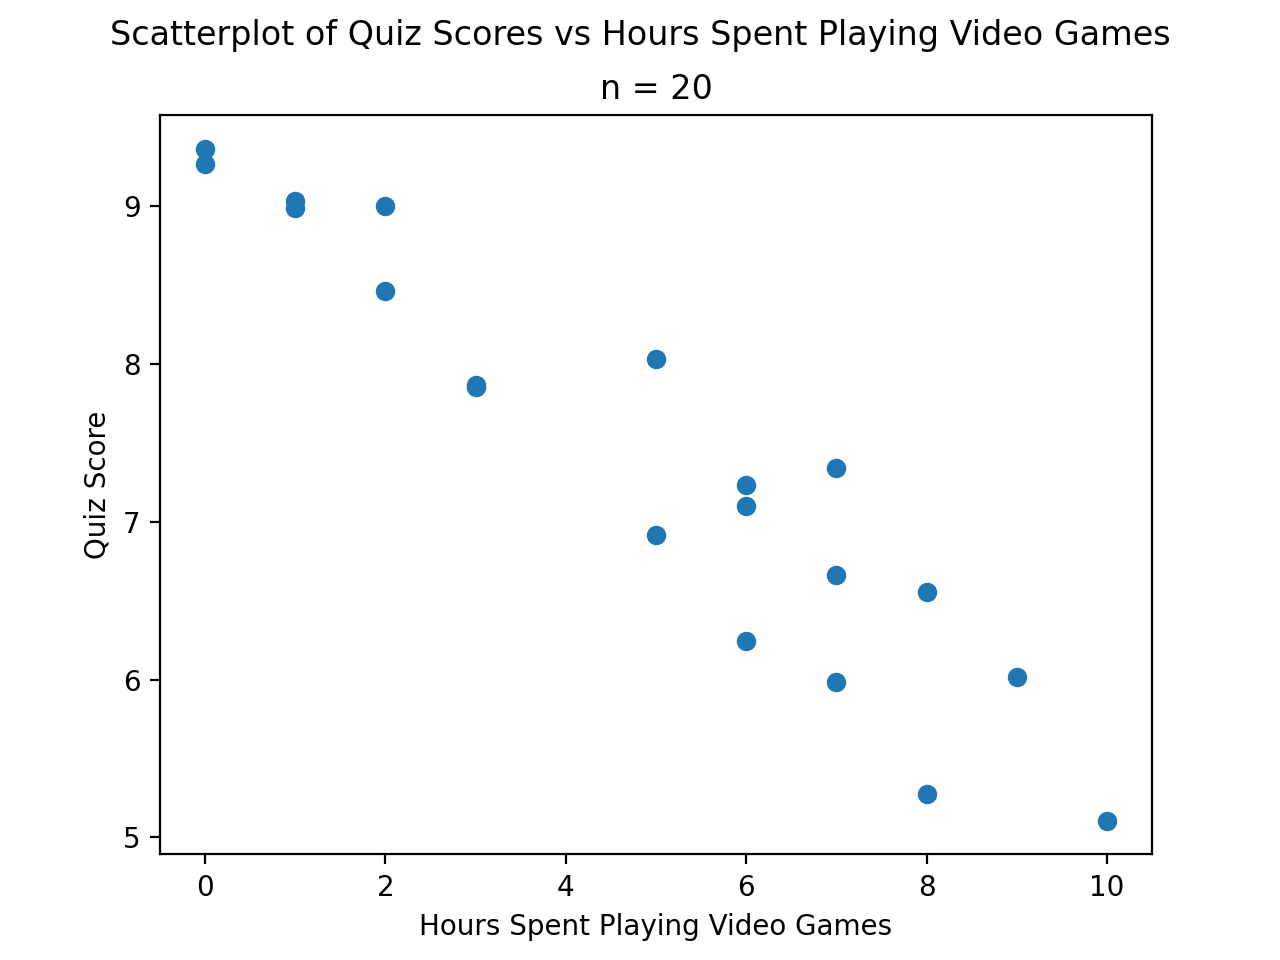 Scatterplot of Quiz Scores vs Hours Spent Playing Video Games
n = 20
9
8
7
6
5
Quiz Score
0 2 4 6 8 10
Hours Spent Playing Video Games